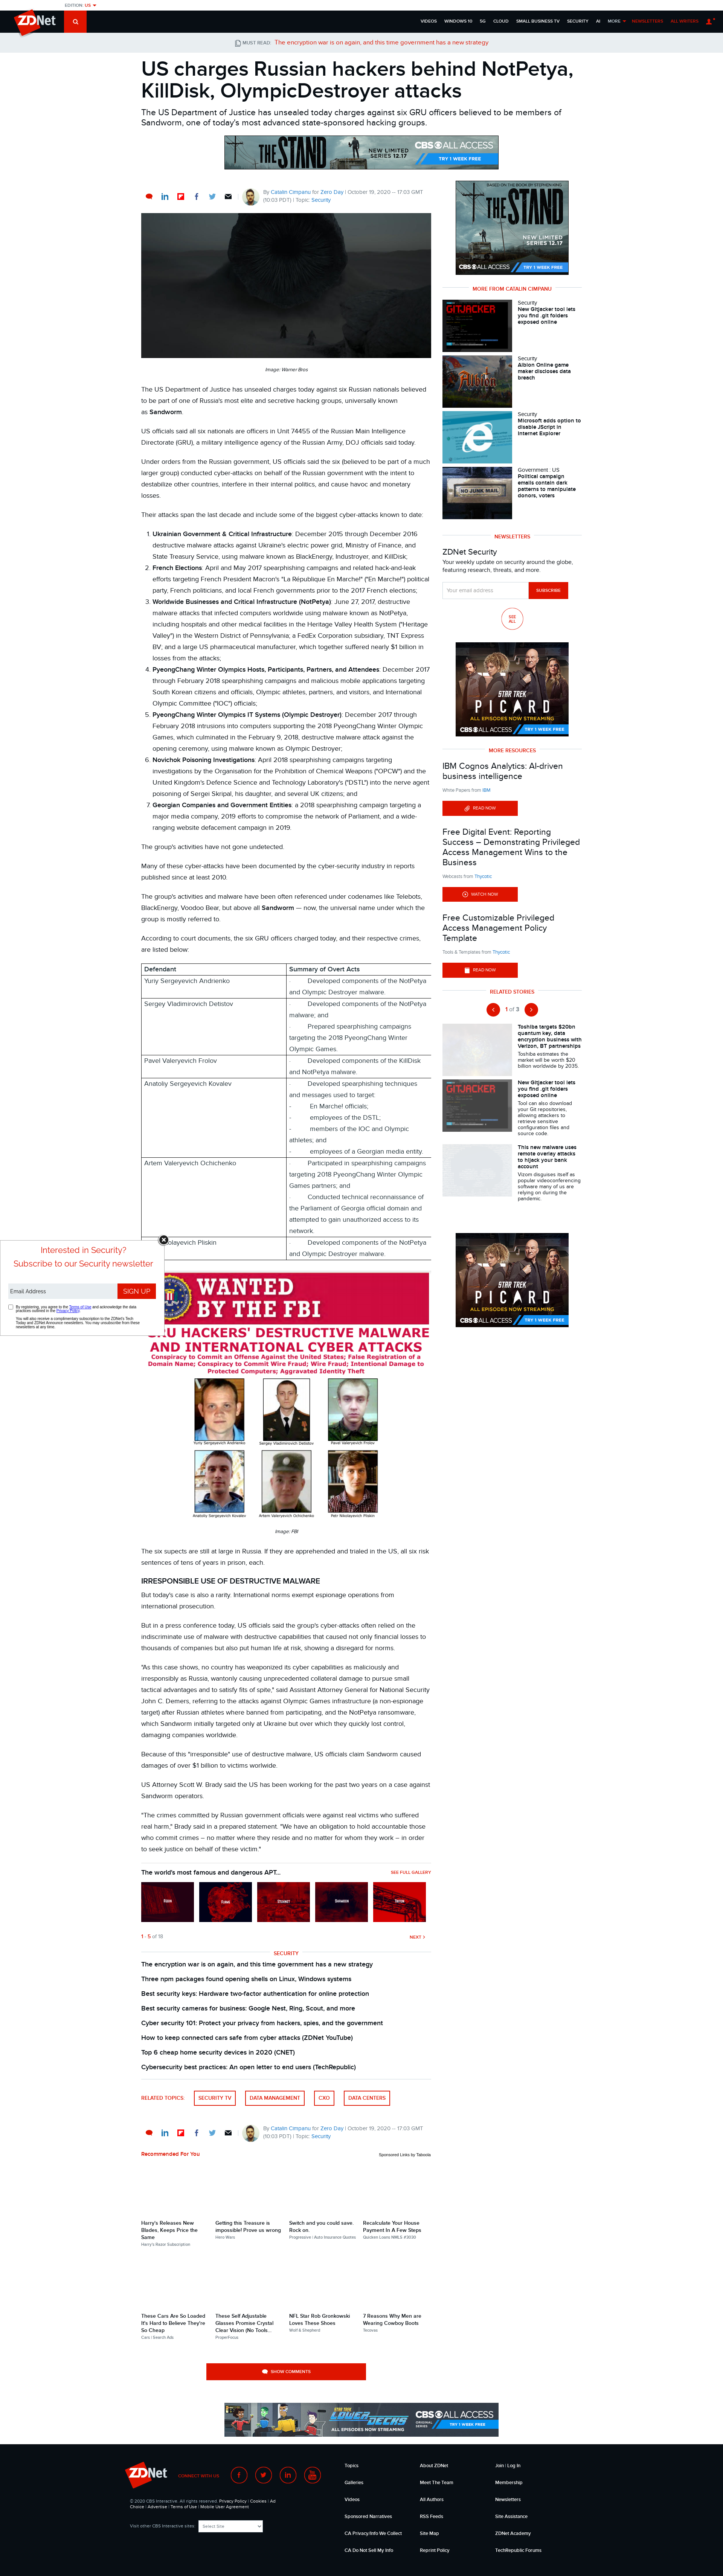 EDITION: US
ZDNet
VIDEOS WINDOWS 10 5G CLOUD SMALL BUSINESS TV SECURITY AI MORE NEWSLETTERS ALL WRITERS
MUST READ: The encryption war is on again, and this time government has a new strategy
US charges Russian hackers behind NotPetya,
KillDisk, OlympicDestroyer attacks
The US Department of Justice has unsealed today charges against six GRU officers believed to be members of
Sandworm, one of today's most advanced state-sponsored hacking groups.
THE STAND NEW LIMITED SERIES 12.17 CBS ALL ACCESS TRY 1 WEEK FREE
By Catalin Cimpanu for Zero Day | October 19, 2020 -- 17:03 GMT
(10:03 PDT) | Topic: Security
Image: Warner Bros
The US Department of Justice has unsealed charges today against six Russian nationals believed
to be part of one of Russia's most elite and secretive hacking groups, universally known
as Sandworm.
US officials said all six nationals are officers in Unit 74455 of the Russian Main Intelligence
Directorate (GRU), a military intelligence agency of the Russian Army, DOJ officials said today.
Under orders from the Russian government, US officials said the six (believed to be part of a much
larger group) conducted cyber-attacks on behalf of the Russian government with the intent to
destabilize other countries, interfere in their internal politics, and cause havoc and monetary
losses.
Their attacks span the last decade and include some of the biggest cyber-attacks known to date:
1. Ukrainian Government & Critical Infrastructure: December 2015 through December 2016
destructive malware attacks against Ukraine's electric power grid, Ministry of Finance, and
State Treasury Service, using malware known as BlackEnergy, Industroyer, and KillDisk;
2. French Elections: April and May 2017 spearphishing campaigns and related hack-and-leak
efforts targeting French President Macron's "La République En Marche!" ("En Marche!") political
party, French politicians, and local French governments prior to the 2017 French elections;
3. Worldwide Businesses and Critical Infrastructure (NotPetya): June 27, 2017, destructive
malware attacks that infected computers worldwide using malware known as NotPetya,
including hospitals and other medical facilities in the Heritage Valley Health System ("Heritage
Valley") in the Western District of Pennsylvania; a FedEx Corporation subsidiary, TNT Express
BV; and a large US pharmaceutical manufacturer, which together suffered nearly $1 billion in
losses from the attacks;
4. PyeongChang Winter Olympics Hosts, Participants, Partners, and Attendees: December 2017
through February 2018 spearphishing campaigns and malicious mobile applications targeting
South Korean citizens and officials, Olympic athletes, partners, and visitors, and International
Olympic Committee ("IOC") officials;
5. PyeongChang Winter Olympics IT Systems (Olympic Destroyer): December 2017 through
February 2018 intrusions into computers supporting the 2018 PyeongChang Winter Olympic
Games, which culminated in the February 9, 2018, destructive malware attack against the
opening ceremony, using malware known as Olympic Destroyer;
6. Novichok Poisoning Investigations: April 2018 spearphishing campaigns targeting
investigations by the Organisation for the Prohibition of Chemical Weapons ("OPCW") and the
United Kingdom's Defence Science and Technology Laboratory's ("DSTL") into the nerve agent
poisoning of Sergei Skripal, his daughter, and several UK citizens; and
7. Georgian Companies and Government Entities: a 2018 spearphishing campaign targeting a
major media company, 2019 efforts to compromise the network of Parliament, and a wide-
ranging website defacement campaign in 2019.
The group's activities have not gone undetected.
Many of these cyber-attacks have been documented by the cyber-security industry in reports
published since at least 2010.
The group's activities and malware have been often referenced under codenames like Telebots,
BlackEnergy, Voodoo Bear, but above all Sandworm -- now, the universal name under which the
group is mostly referred to.
According to court documents, the six GRU officers charged today, and their respective crimes,
are listed below:
Defendant Summary of Overt Acts
Yuriy Sergeyevich Andrienko · Developed components of the NotPetya
and Olympic Destroyer malware.
Sergey Vladimirovich Detistov · Developed components of the NotPetya
malware; and
· Prepared spearphishing campaigns
targeting the 2018 PyeongChang Winter
Olympic Games.
Pavel Valeryevich Frolov · Developed components of the KillDisk
and NotPetya malware.
Anatoliy Sergeyevich Kovalev · Developed spearphishing techniques
and messages used to target:
- En Marche! officials;
- employees of the DSTL;
- members of the IOC and Olympic
athletes; and
- employees of a Georgian media entity.
Artem Valeryevich Ochichenko · Participated in spearphishing campaigns
targeting 2018 PyeongChang Winter Olympic
Games partners; and
· Conducted technical reconnaissance of
the Parliament of Georgia official domain and
attempted to gain unauthorized access to its
network.
olayevich Pliskin · Developed components of the NotPetya
and Olympic Destroyer malware.
Interested in Security?
Subscribe to our Security newsletter
Email Address SIGN UP
By registering, you agree to the Terms of Use and acknowledge the data
practices outlined in the Privacy Policy.
You will also receive a complimentary subscription to the ZDNet's Tech
Update Today and ZDNet Announce newsletters. You may unsubscribe from these
newsletters at any time.
WANTED
BY THE FBI
GRU HACKERS' DESTRUCTIVE MALWARE
AND INTERNATIONAL CYBER ATTACKS
Conspiracy to Commit an Offense Against the United States; False Registration of a
Domain Name; Conspiracy to Commit Wire Fraud; Wire Fraud; Intentional Damage to
Protected Computers; Aggravated Identity Theft
Yuriy Sergeyevich Andrienko Sergey Vladimirovich Detistov Pavel Valeryevich Frolov
Anatoliy Sergeyevich Kovalev Artem Valeryevich Ochichenko Petr Nikolayevich Pliskin
Image: FBI
The six supects are still at large in Russia. If they are apprehended and trialed in the US, all six risk
sentences of tens of years in prison, each.
IRRESPONSIBLE USE OF DESTRUCTIVE MALWARE
But today's case is also a rarity. International norms exempt espionage operations from
international prosecution.
But in a press conference today, US officials said the group's cyber-attacks often relied on the
indiscriminate use of malware with destructive capabilities that caused not only financial losses to
thousands of companies but also put human life at risk, showing a disregard for norms.
"As this case shows, no country has weaponized its cyber capabilities as maliciously and
irresponsibly as Russia, wantonly causing unprecedented collateral damage to pursue small
tactical advantages and to satisfy fits of spite," said Assistant Attorney General for National Security
John C. Demers, referring to the attacks against Olympic Games infrastructure (a non-espionage
target) after Russian athletes where banned from participating, and the NotPetya ransomware,
which Sandworm initially targeted only at Ukraine but over which they quickly lost control,
damaging companies worldwide.
Because of this "irresponsible" use of destructive malware, US officials claim Sandworm caused
damages of over $1 billion to victims worlwide.
US Attorney Scott W. Brady said the US has been working for the past two years on a case against
Sandworm operators.
"The crimes committed by Russian government officials were against real victims who suffered
real harm," Brady said in a prepared statement. "We have an obligation to hold accountable those
who commit crimes – no matter where they reside and no matter for whom they work – in order
to seek justice on behalf of these victim."
The world's most famous and dangerous APT... SEE FULL GALLERY
Regin Flame Stuxnet Shamoon Triton
1 - 5 of 18 NEXT
SECURITY
The encryption war is on again, and this time government has a new strategy
Three npm packages found opening shells on Linux, Windows systems
Best security keys: Hardware two-factor authentication for online protection
Best security cameras for business: Google Nest, Ring, Scout, and more
Cyber security 101: Protect your privacy from hackers, spies, and the government
How to keep connected cars safe from cyber attacks (ZDNet YouTube)
Top 6 cheap home security devices in 2020 (CNET)
Cybersecurity best practices: An open letter to end users (TechRepublic)
RELATED TOPICS: SECURITY TV DATA MANAGEMENT CXO DATA CENTERS
By Catalin Cimpanu for Zero Day | October 19, 2020 -- 17:03 GMT
(10:03 PDT) | Topic: Security
Recommended For You Sponsored Links by Taboola
Harry's Releases New
Blades, Keeps Price the
Same
Harry's Razor Subscription
Getting this Treasure is
impossible! Prove us wrong
Hero Wars
Switch and you could save.
Rock on.
Progressive | Auto Insurance Quotes
Recalculate Your House
Payment In A Few Steps
Quicken Loans NMLS #3030
These Cars Are So Loaded
It's Hard to Believe They're
So Cheap
Cars | Search Ads
These Self Adjustable
Glasses Promise Crystal
Clear Vision (No Tools...
ProperFocus
NFL Star Rob Gronkowski
Loves These Shoes
Wolf & Shepherd
7 Reasons Why Men are
Wearing Cowboy Boots
Tecovas
SHOW COMMENTS
BASED ON THE BOOK BY STEPHEN KING
THE STAND
NEW LIMITED SERIES 12.17
CBS ALL ACCESS TRY 1 WEEK FREE
MORE FROM CATALIN CIMPANU
GITJACKER
Security
New Gitjacker tool lets
you find .git folders
exposed online
Albion
Security
Albion Online game
maker discloses data
breach
Security
Microsoft adds option to
disable JScript in
Internet Explorer
NO JUNK MAIL
Government : US
Political campaign
emails contain dark
patterns to manipulate
donors, voters
NEWSLETTERS
ZDNet Security
Your weekly update on security around the globe,
featuring research, threats, and more.
Your email address SUBSCRIBE
SEE
ALL
STAR TREK
PICARD
ALL EPISODES NOW STREAMING
CBS ALL ACCESS TRY 1 WEEK FREE
MORE RESOURCES
IBM Cognos Analytics: AI-driven
business intelligence
White Papers from IBM
READ NOW
Free Digital Event: Reporting
Success – Demonstrating Privileged
Access Management Wins to the
Business
Webcasts from Thycotic
WATCH NOW
Free Customizable Privileged
Access Management Policy
Template
Tools & Templates from Thycotic
READ NOW
RELATED STORIES
1 of 3
Toshiba targets $20bn
quantum key, data
encryption business with
Verizon, BT partnerships
Toshiba estimates the
market will be worth $20
billion worldwide by 2035.
GITJACKER
New Gitjacker tool lets
you find .git folders
exposed online
Tool can also download
your Git repositories,
allowing attackers to
retrieve sensitive
configuration files and
source code.
This new malware uses
remote overlay attacks
to hijack your bank
account
Vizom disguises itself as
popular videoconferencing
software many of us are
relying on during the
pandemic.
STAR TREK
PICARD
ALL EPISODES NOW STREAMING
CBS ALL ACCESS TRY 1 WEEK FREE
STAR TREK LOWER DECKS ALL EPISODES NOW STREAMING CBS ALL ACCESS ORIGINAL SERIES TRY 1 WEEK FREE
ZDNet
CONNECT WITH US
© 2020 CBS Interactive. All rights reserved. Privacy Policy | Cookies | Ad
Choice | Advertise | Terms of Use | Mobile User Agreement
Visit other CBS Interactive sites: Select Site
Topics
Galleries
Videos
Sponsored Narratives
CA Privacy/Info We Collect
CA Do Not Sell My Info
About ZDNet
Meet The Team
All Authors
RSS Feeds
Site Map
Reprint Policy
Join | Log In
Membership
Newsletters
Site Assistance
ZDNet Academy
TechRepublic Forums